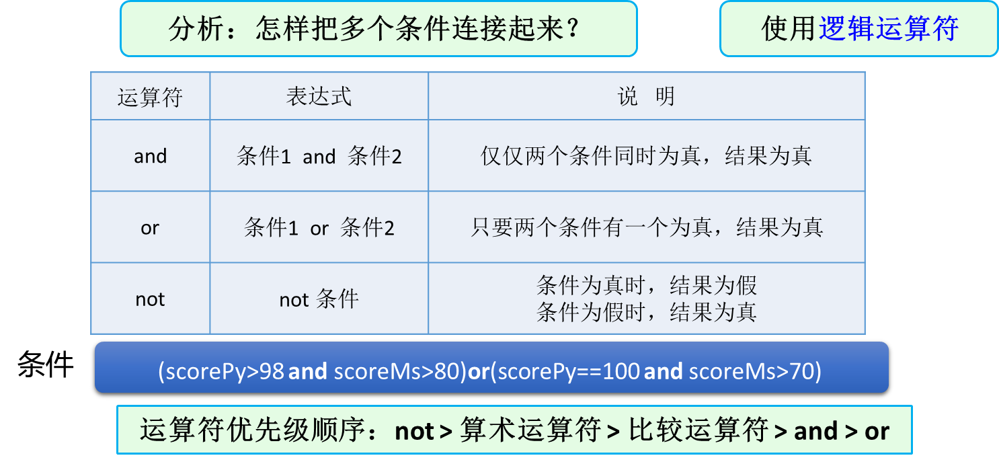 分析：怎样把多个条件连接起来？
使用逻辑运算符
运算符 表达式 说 明
and 条件1 and 条件2 仅仅两个条件同时为真，结果为真
or 条件1 or 条件2 只要两个条件有一个为真，结果为真
not not 条件 条件为真时，结果为假
条件为假时，结果为真
条件 (scorePy>98 and scoreMs>80)or(scorePy==100 and scoreMs>70)
运算符优先级顺序：not > 算术运算符 > 比较运算符 > and > or